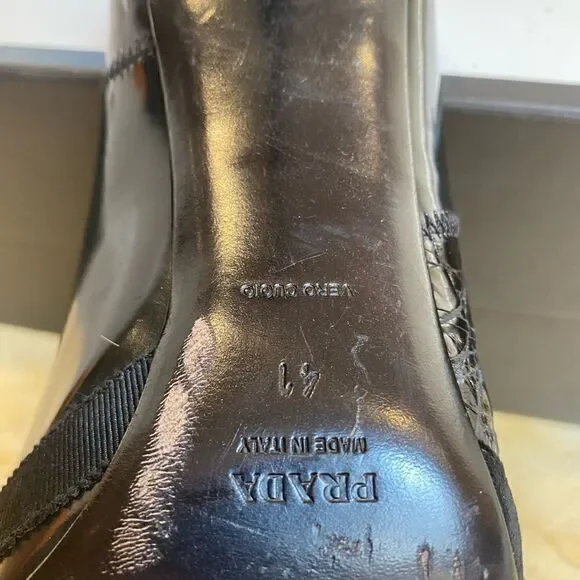 PRADA
MADE IN ITALY
41
VERO CUOIO